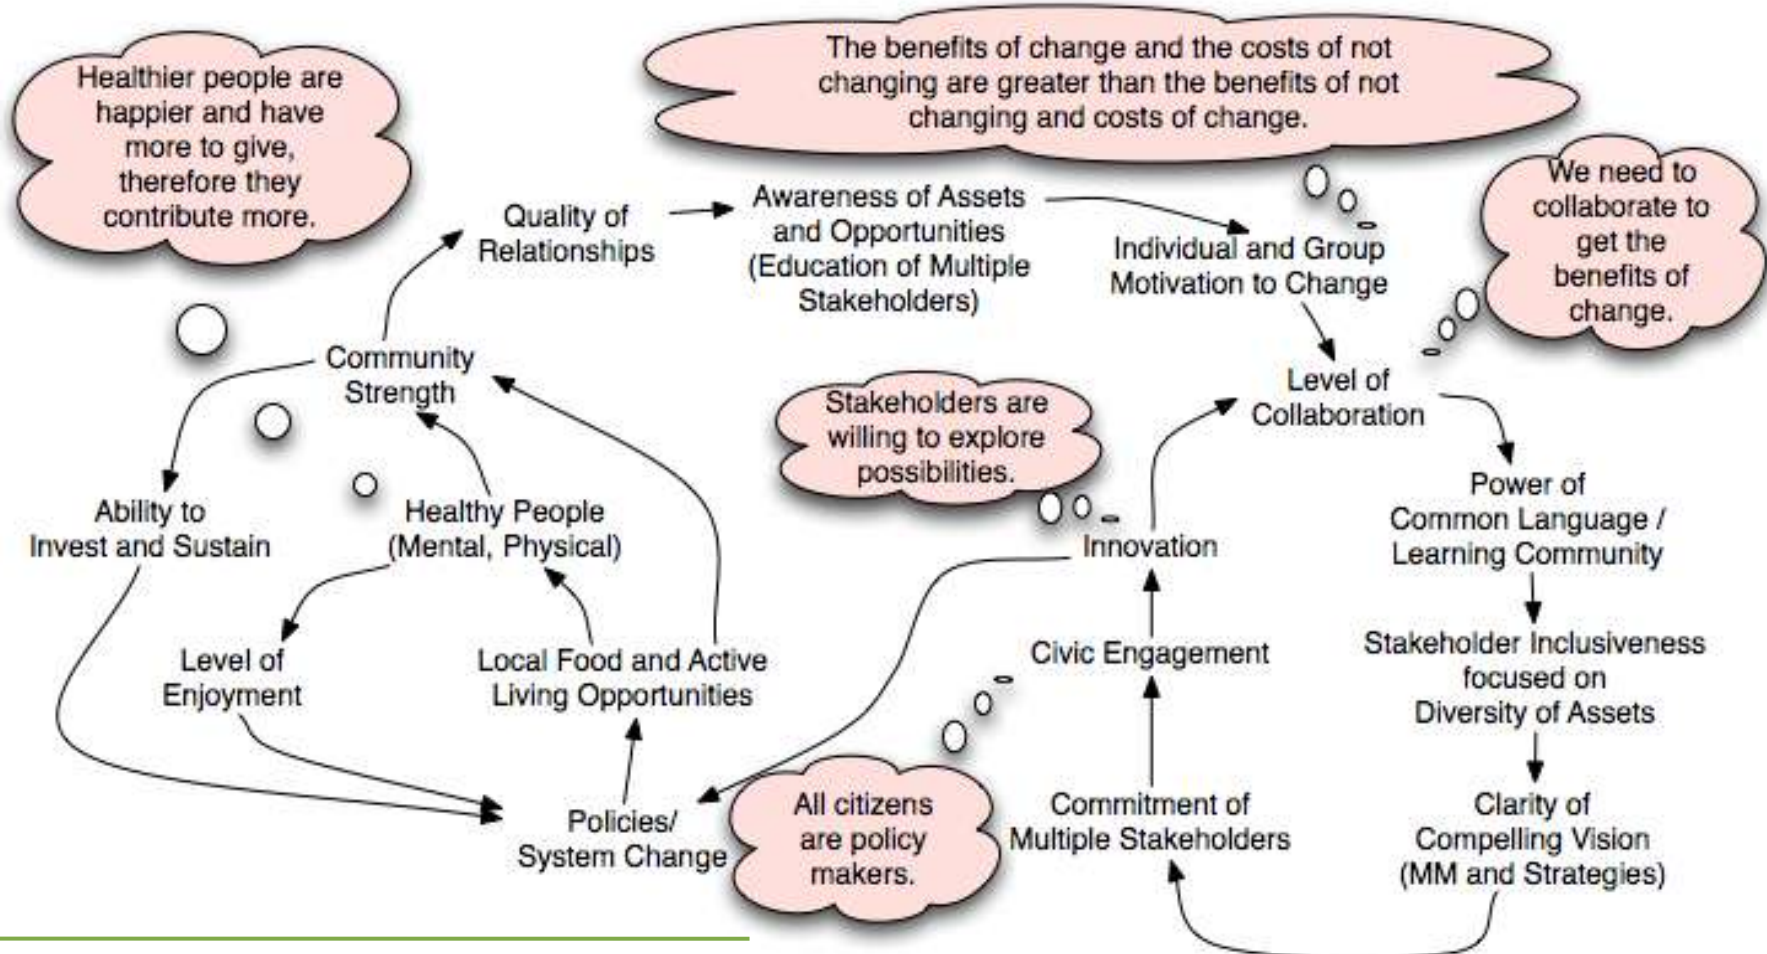 Healthier people are
happier and have
more to give,
therefore they
contribute more.
The benefits of change and the costs of not
changing are greater than the benefits of not
changing and costs of change.
We need to
collaborate to
get the
benefits of
change.
Quality of
Relationships
Awareness of Assets
and Opportunities
(Education of Multiple
Stakeholders)
Individual and Group
Motivation to Change
Community
Strength
Level of
Collaboration
Stakeholders are
willing to explore
possibilities.
Ability to
Invest and Sustain
Healthy People
(Mental, Physical)
Innovation
Power of
Common Language /
Learning Community
Level of
Enjoyment
Local Food and Active
Living Opportunities
Civic Engagement
Stakeholder Inclusiveness
focused on
Diversity of Assets
Policies/
System Change
All citizens
are policy
makers.
Commitment of
Multiple Stakeholders
Clarity of
Compelling Vision
(MM and Strategies)